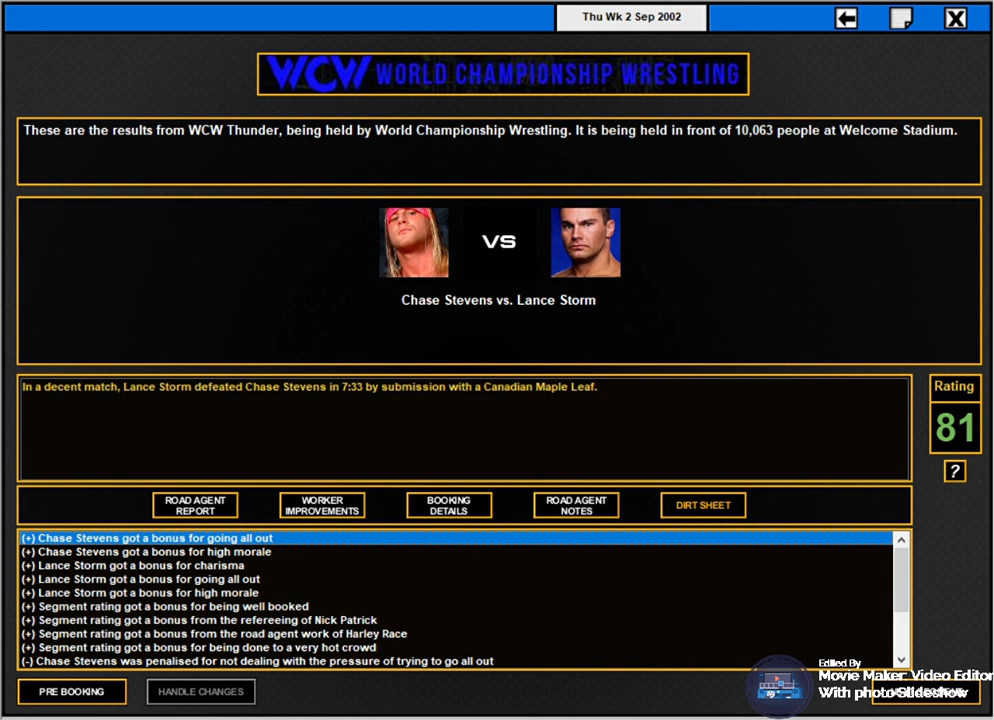 Thu Wk 2 Sep 2002
WCW WORLD CHAMPIONSHIP WRESTLING
These are the results from WCW Thunder, being held by World Championship Wrestling. It is being held in front of 10,063 people at Welcome Stadium.
VS
Chase Stevens vs. Lance Storm
In a decent match, Lance Storm defeated Chase Stevens in 7:33 by submission with a Canadian Maple Leaf.
Rating
81
?
ROAD AGENT REPORT
WORKER IMPROVEMENTS
BOOKING DETAILS
ROAD AGENT NOTES
DIRT SHEET
(+) Chase Stevens got a bonus for going all out
(+) Chase Stevens got a bonus for high morale
(+) Lance Storm got a bonus for charisma
(+) Lance Storm got a bonus for going all out
(+) Lance Storm got a bonus for high morale
(+) Segment rating got a bonus for being well booked
(+) Segment rating got a bonus from the refereeing of Nick Patrick
(+) Segment rating got a bonus from the road agent work of Harley Race
(+) Segment rating got a bonus for being done to a very hot crowd
(-) Chase Stevens was penalised for not dealing with the pressure of trying to go all out
PRE BOOKING
HANDLE CHANGES
Edited By
Movie Maker: Video Editor
With photo Slideshow